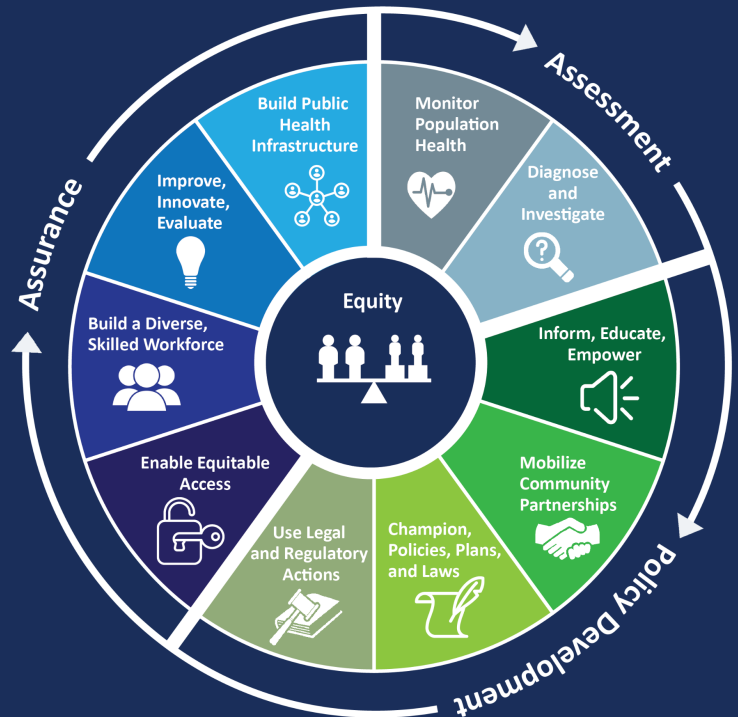 Assessment
Monitor
Population
Health
Diagnose
and
Investigate
Policy Development
Inform, Educate,
Empower
Mobilize
Community
Partnerships
Champion,
Policies, Plans,
and Laws
Use Legal
and Regulatory
Actions
Assurance
Enable Equitable
Access
Build a Diverse,
Skilled Workforce
Improve,
Innovate,
Evaluate
Build Public
Health
Infrastructure
Equity
?